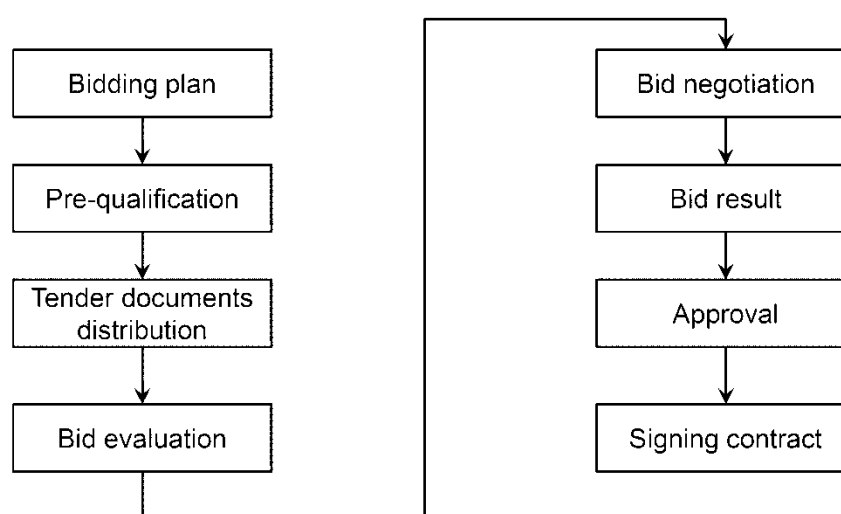 Bidding plan
Pre-qualification
Tender documents
distribution
Bid evaluation
Bid negotiation
Bid result
Approval
Signing contract